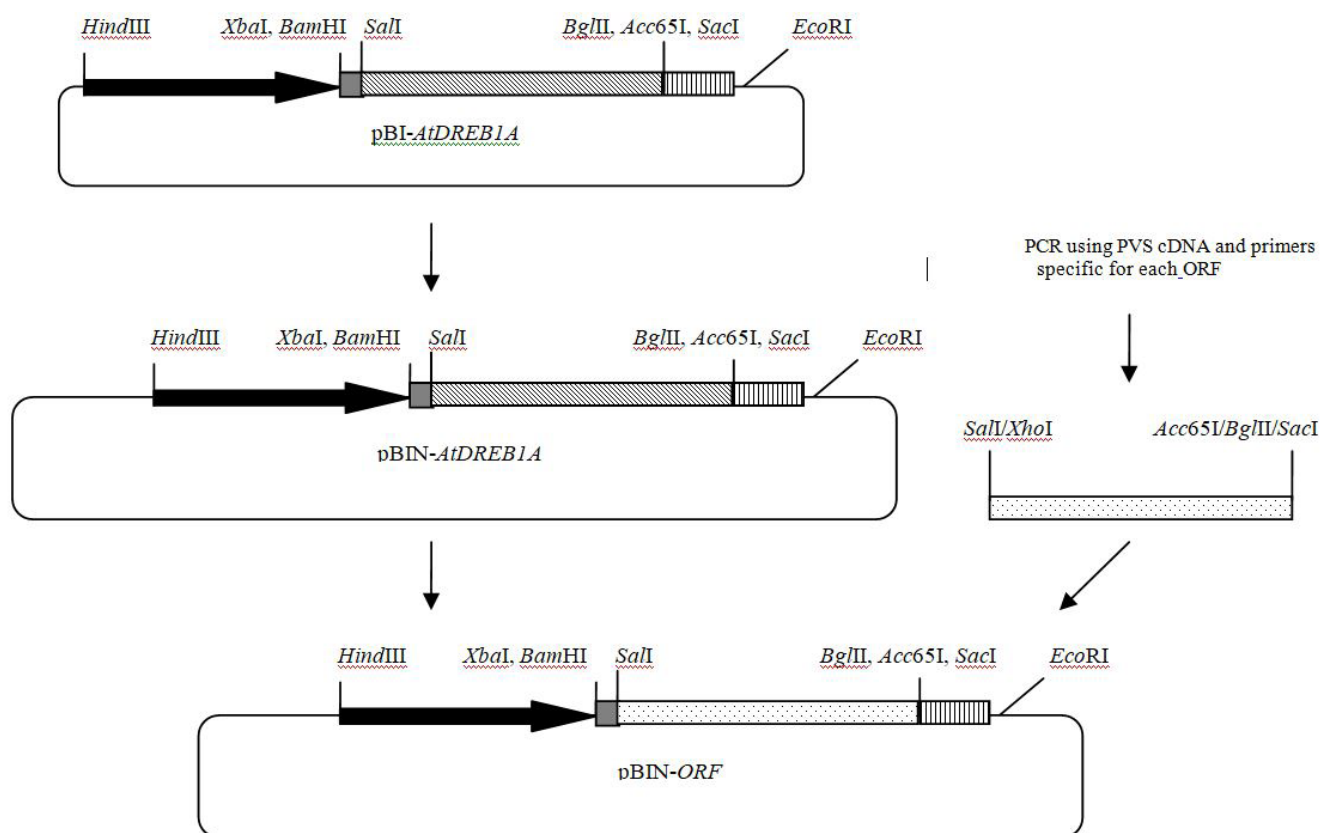 HindIII XbaI, BamHI SalI BglII, Acc65I, SacI EcoRI
pBI-AtDREB1A
PCR using PVS cDNA and primers
specific for each ORF
HindIII XbaI, BamHI SalI BglII, Acc65I, SacI EcoRI
pBIN-AtDREB1A
SalI/XhoI Acc65I/BglII/SacI
HindIII XbaI, BamHI SalI BglII, Acc65I, SacI EcoRI
pBIN-ORF